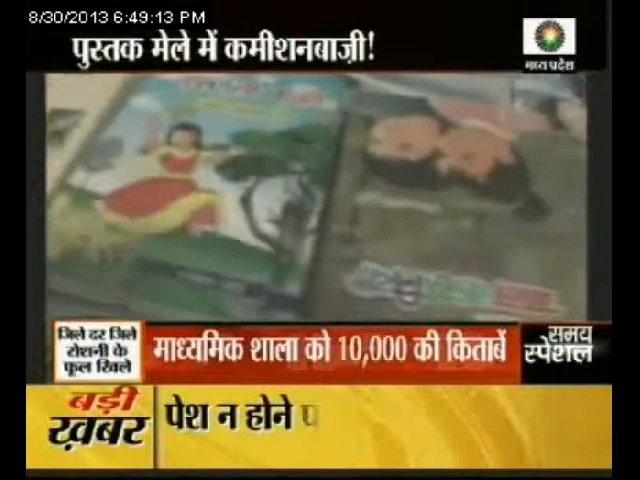 8/30/2013 6:49:13 PM
पुस्तक मेले में कमीशनबाज़ी!
मध्य प्रदेश
जिले दर जिले
रोशनी के
फूल खिले
माध्यमिक शाला को 10,000 की किताबें
समय
स्पेशल
बड़ी
ख़बर
पेश न होने प